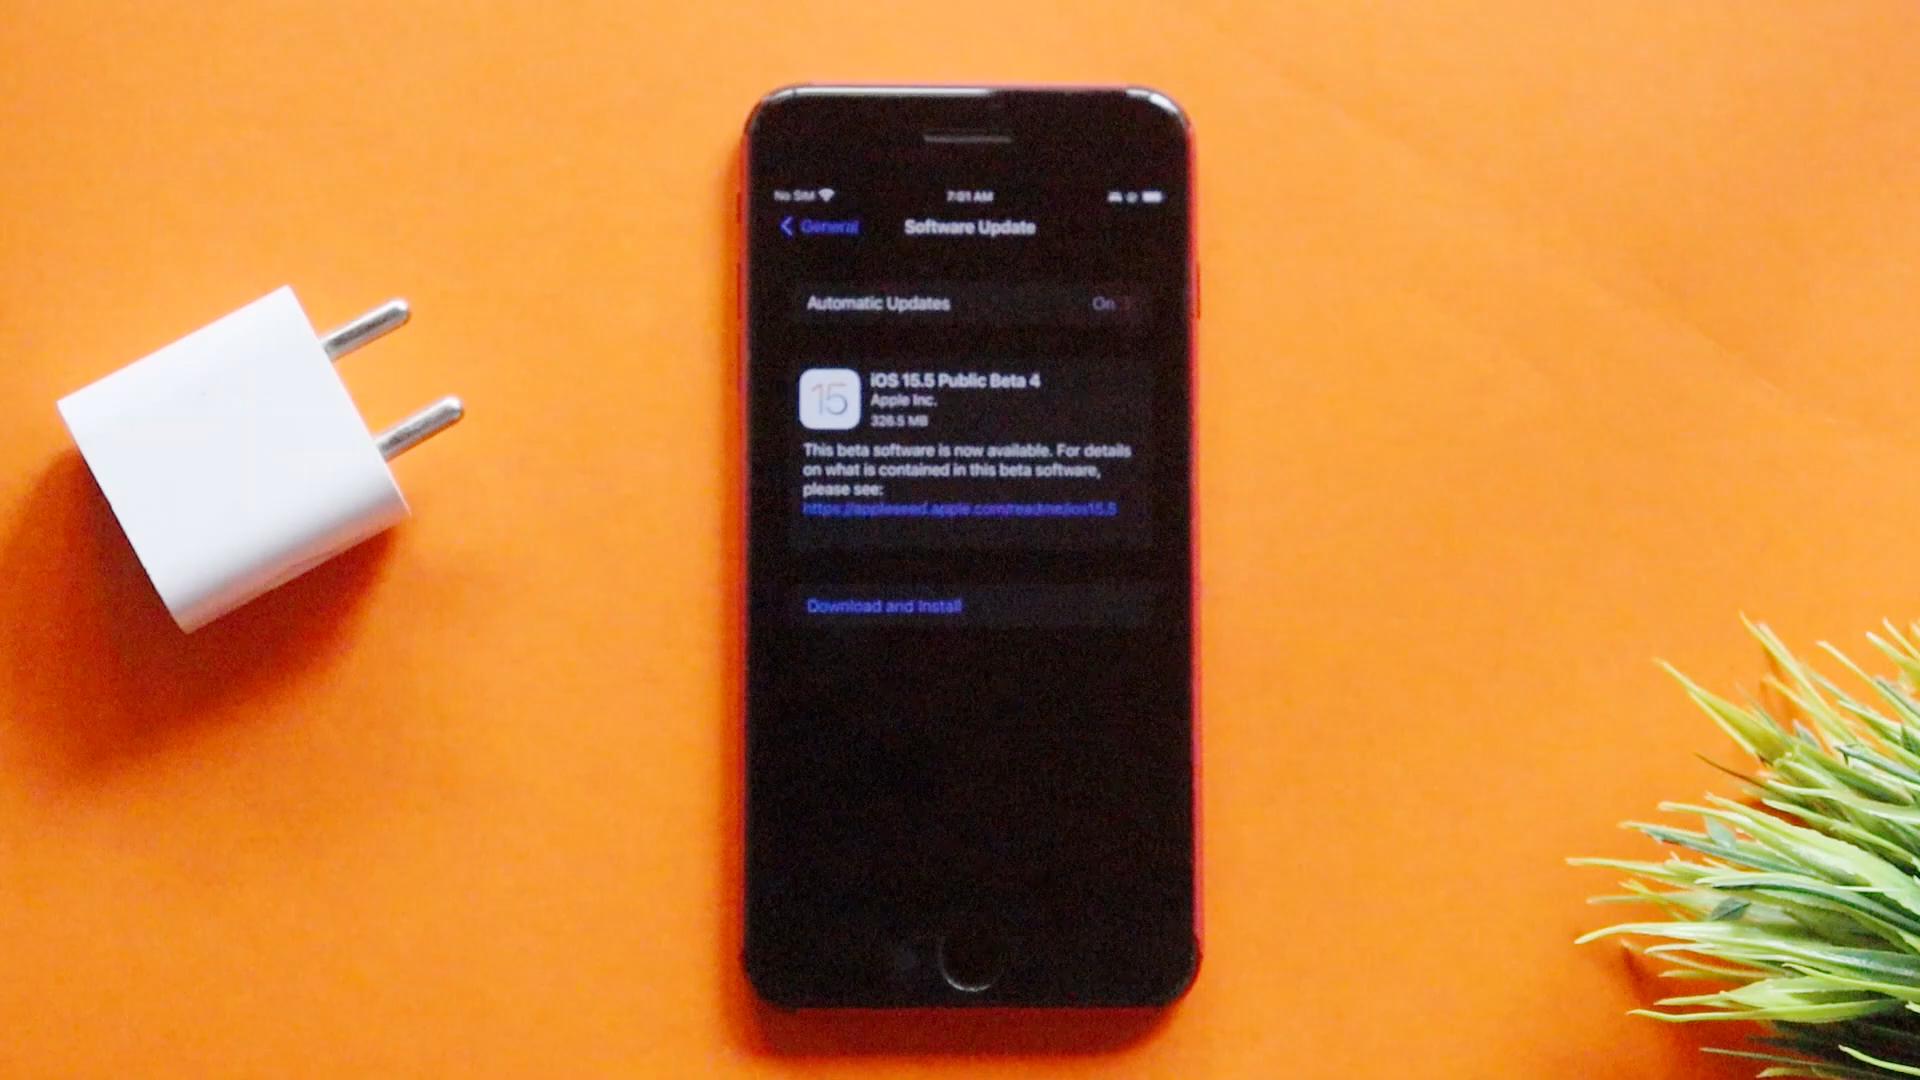 No SIM
7:01 AM
General
Software Update
Automatic Updates
On
15
iOS 15.5 Public Beta 4
Apple Inc.
326.5 MB
This beta software is now available. For details
on what is contained in this beta software,
please see:
https://appleseed.apple.com/readme/ios15.5
Download and Install